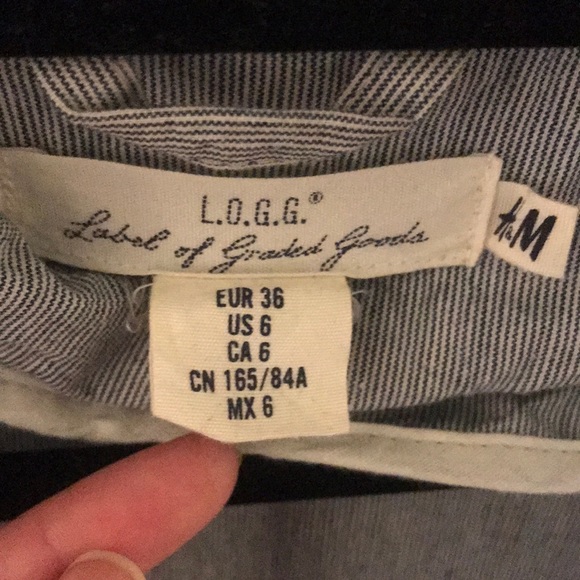 L.O.G.G.®
Label of Graded Goods
H&M
EUR 36
US 6
CA 6
CN 165/84A
MX 6